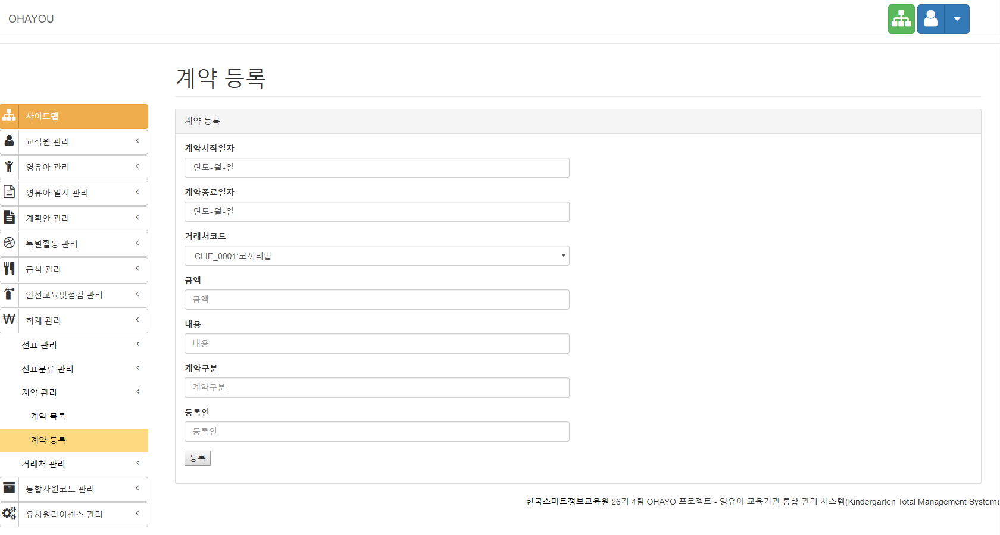 OHAYOU
계약 등록
사이트맵
교직원 관리
영유아 관리
영유아 일지 관리
계획안 관리
특별활동 관리
급식 관리
안전교육및점검 관리
회계 관리
전표 관리
전표분류 관리
계약 관리
계약 목록
계약 등록
거래처 관리
통합자원코드 관리
유치원라이센스 관리
계약 등록
계약시작일자
연도-월-일
계약종료일자
연도-월-일
거래처코드
CLIE_0001:코끼리밥
금액
금액
내용
내용
계약구분
계약구분
등록인
등록인
등록
한국스마트정보교육원 26기 4팀 OHAYO 프로젝트 - 영유아 교육기관 통합 관리 시스템(Kindergarten Total Management System)